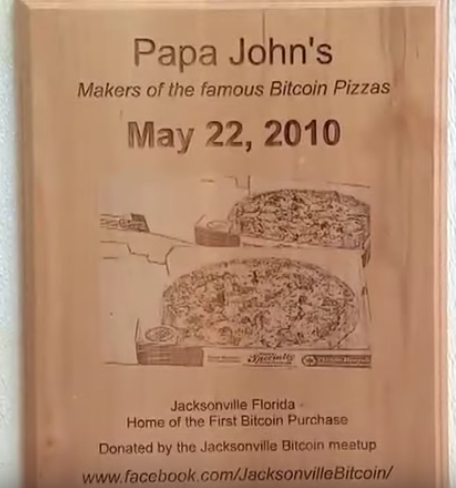 Papa John's
Makers of the famous Bitcoin Pizzas
May 22, 2010
Specialty
Jacksonville Florida -
Home of the First Bitcoin Purchase
Donated by the Jacksonville Bitcoin meetup
www.facebook.com/JacksonvilleBitcoin/